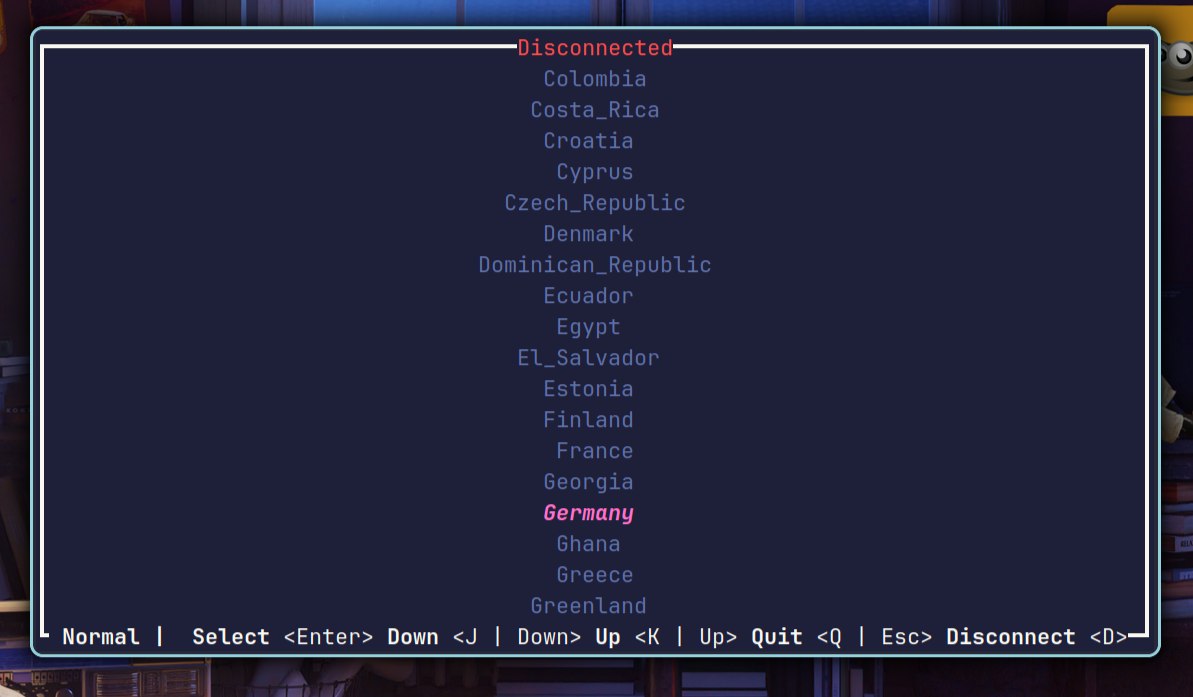 Disconnected
Colombia
Costa_Rica
Croatia
Cyprus
Czech_Republic
Denmark
Dominican_Republic
Ecuador
Egypt
El_Salvador
Estonia
Finland
France
Georgia
Germany
Ghana
Greece
Greenland
Normal | Select <Enter> Down <J | Down> Up <K | Up> Quit <Q | Esc> Disconnect <D>